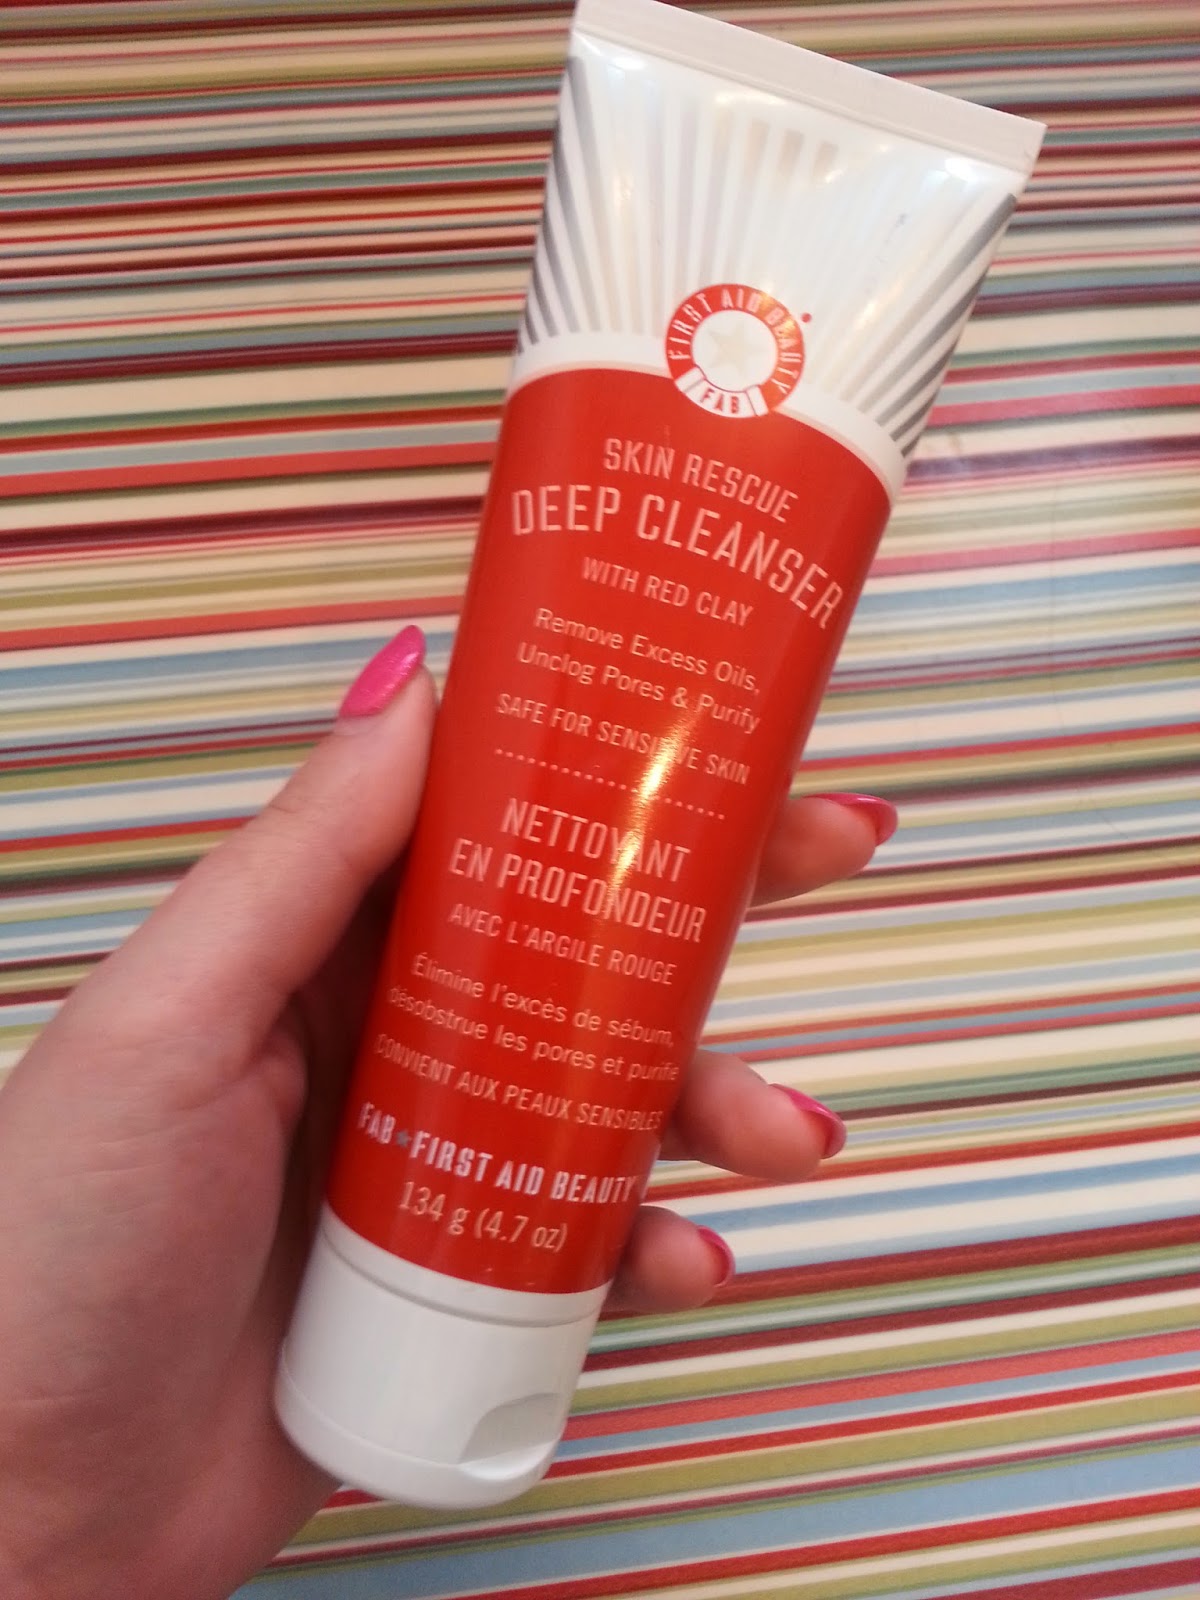 FIRST AID BEAUTY
FAB
SKIN RESCUE
DEEP CLEANSER
WITH RED CLAY
Remove Excess Oils,
Unclog Pores & Purify
SAFE FOR SENSITIVE SKIN
NETTOYANT
EN PROFONDEUR
AVEC L'ARGILE ROUGE
Élimine l'excès de sébum,
désobstrue les pores et purifie
CONVIENT AUX PEAUX SENSIBLES
FAB★FIRST AID BEAUTY
134 g (4.7 oz)